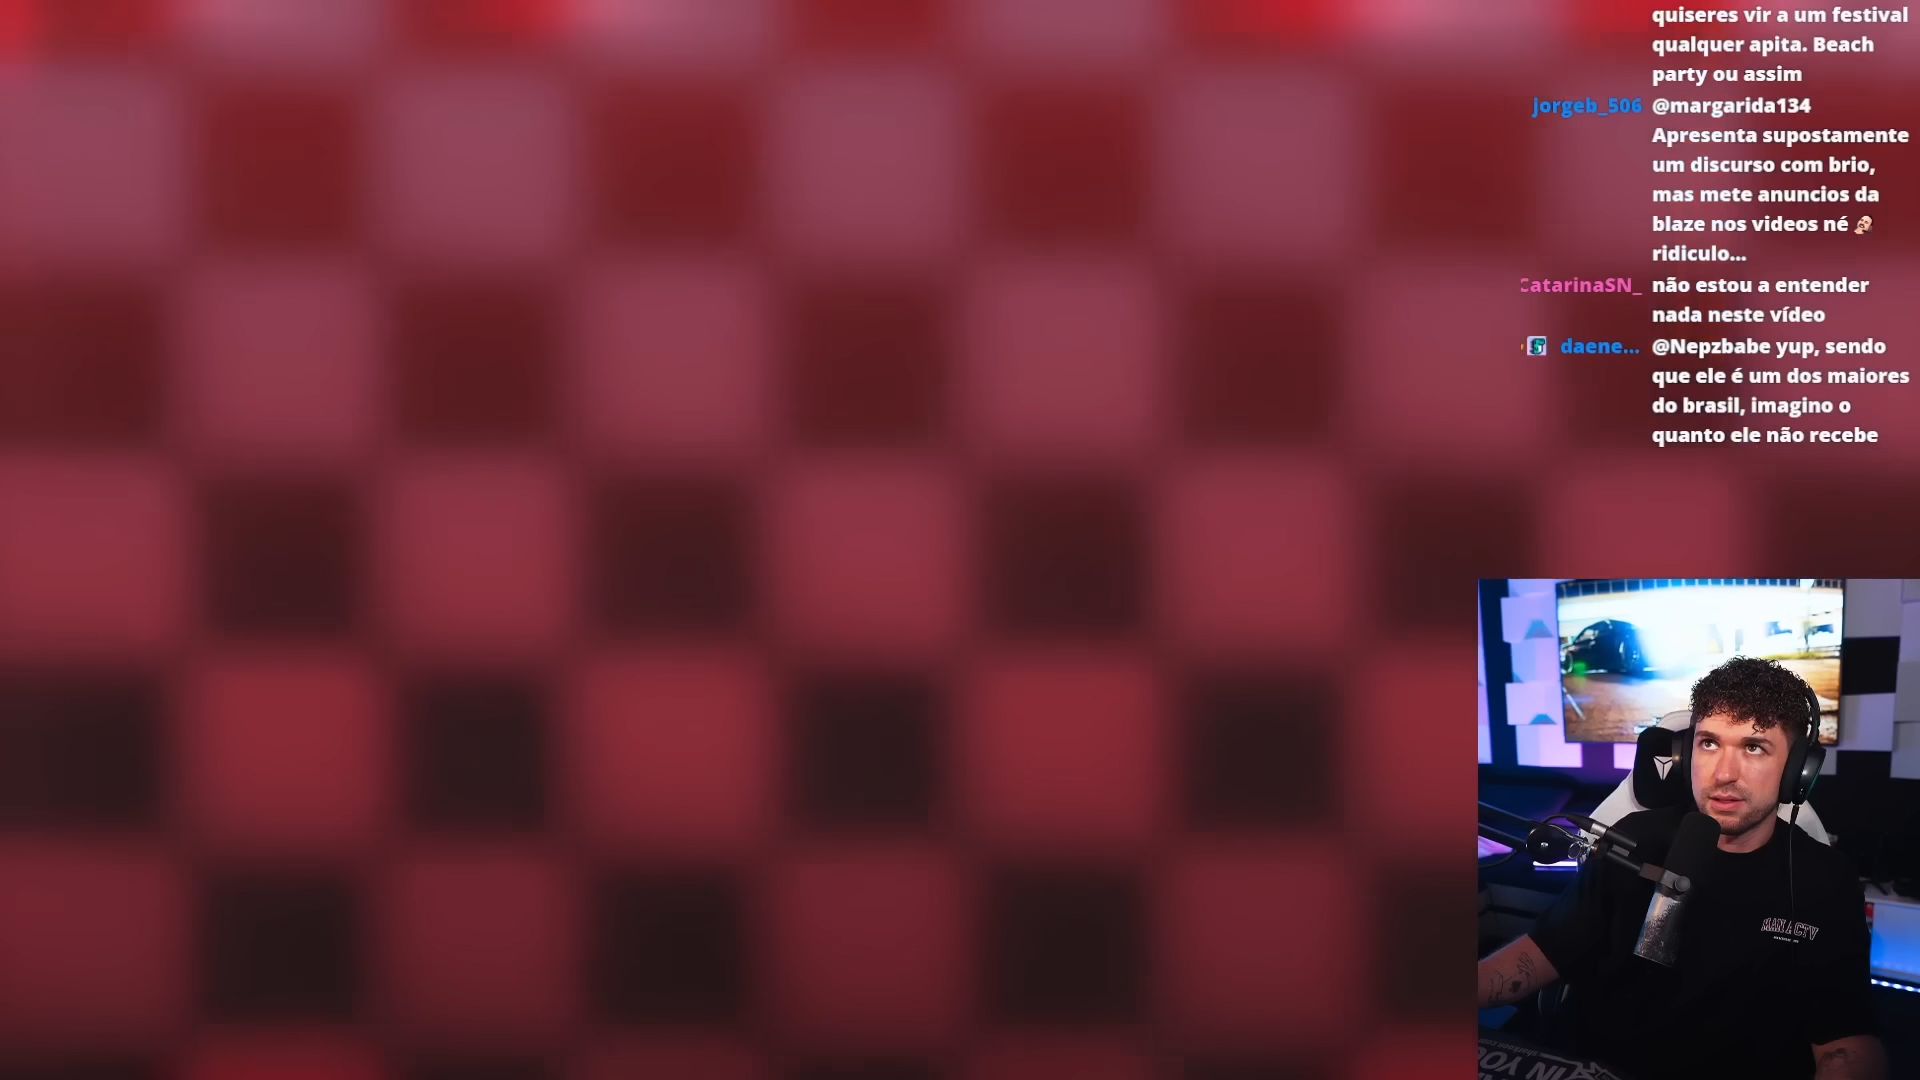 quiseres vir a um festival
qualquer apita. Beach
party ou assim
jorgeb_506 @margarida134
Apresenta supostamente
um discurso com brio,
mas mete anuncios da
blaze nos videos né
ridiculo...
CatarinaSN_ não estou a entender
nada neste vídeo
daene... @Nepzbabe yup, sendo
que ele é um dos maiores
do brasil, imagino o
quanto ele não recebe